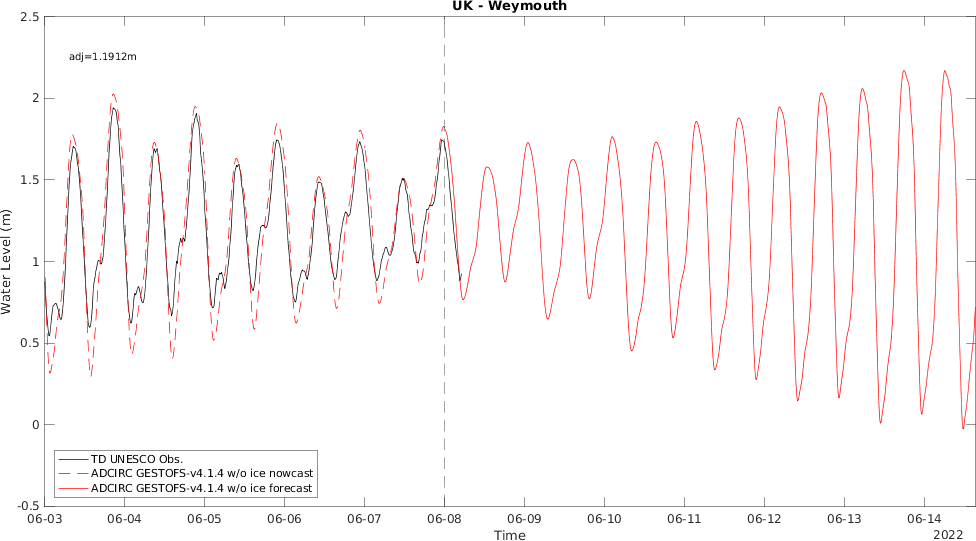 UK - Weymouth
adj=1.1912m
2.5
2
1.5
1
0.5
0
-0.5
Water Level (m)
TD UNESCO Obs.
ADCIRC GESTOFS-v4.1.4 w/o ice nowcast
ADCIRC GESTOFS-v4.1.4 w/o ice forecast
06-03 06-04 06-05 06-06 06-07 06-08 06-09 06-10 06-11 06-12 06-13 06-14
Time
2022